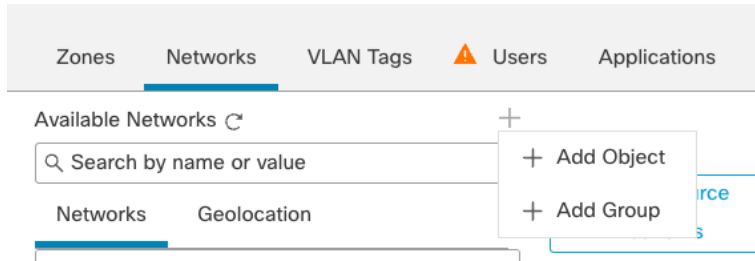 Zones Networks VLAN Tags Users Applications
Available Networks
Search by name or value
Add Object
Networks Geolocation
Add Group